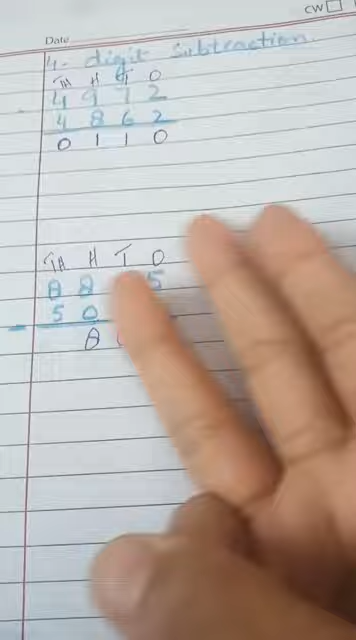 CW
Date
4 - digit subtraction
TH H T O
4 9 7 2
4 8 6 2
0 1 1 0
TH H T O
8 8 5
- 5 0
8